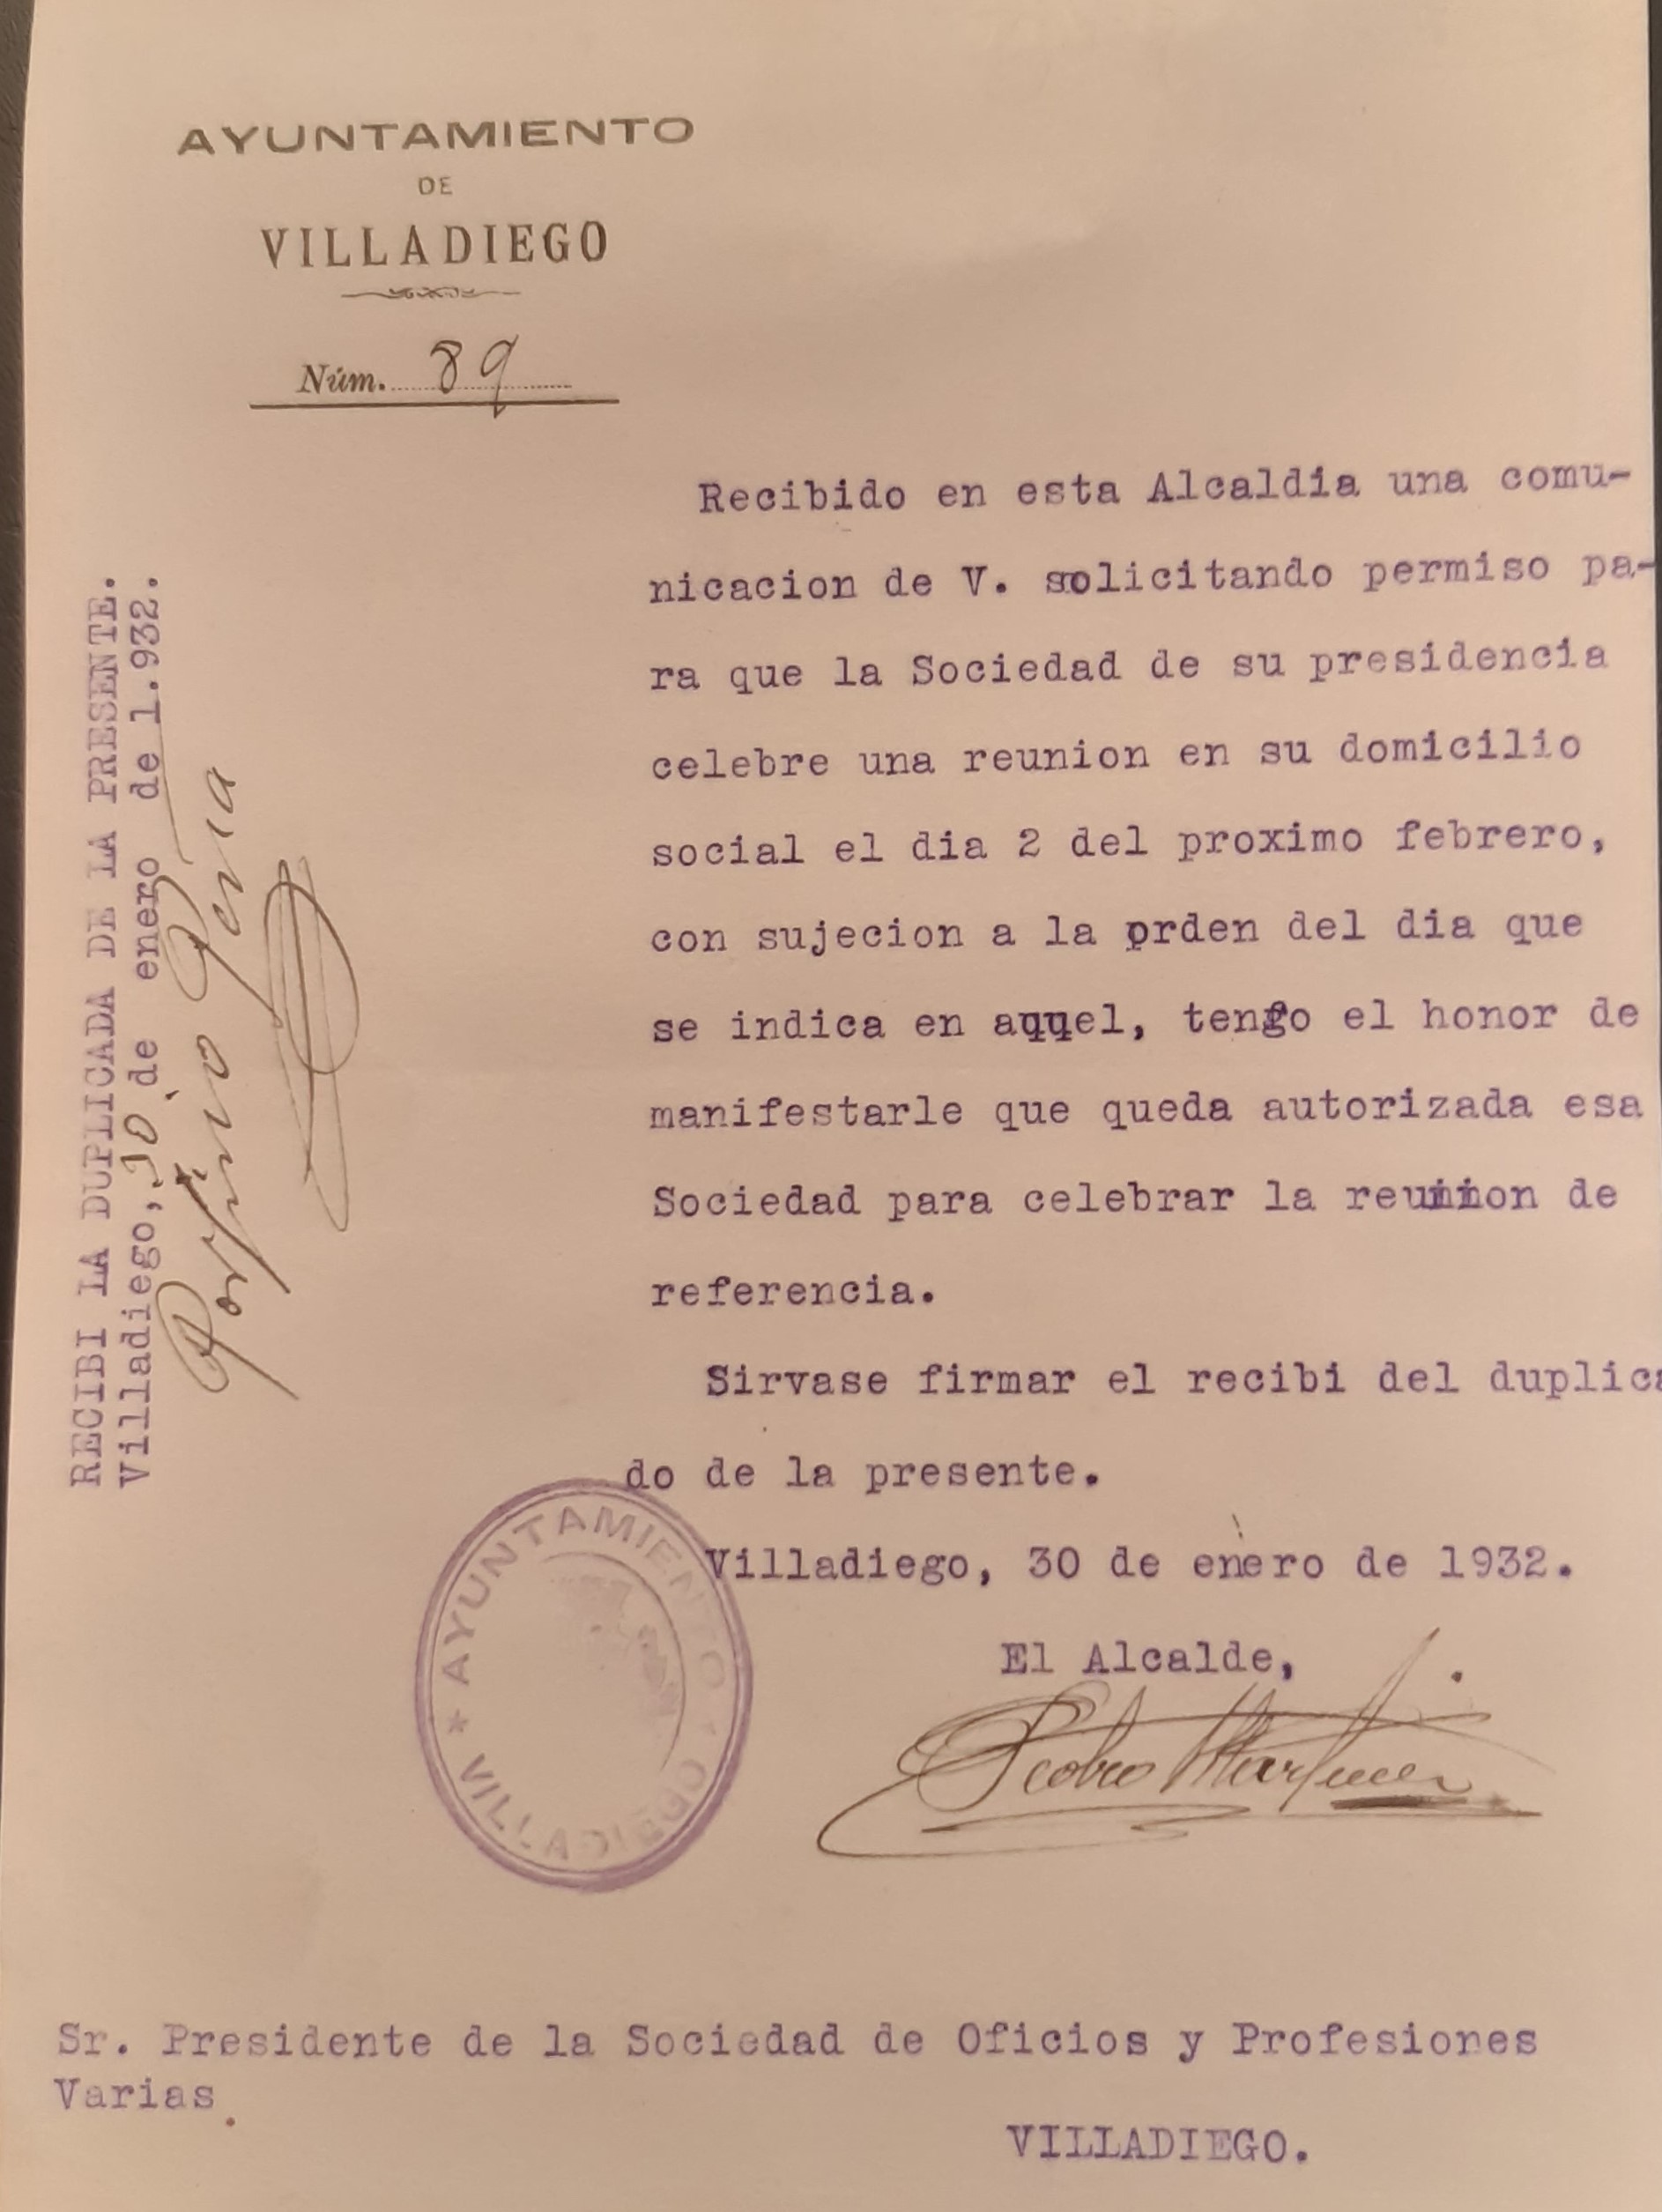 AYUNTAMIENTO
DE
VILLADIEGO
Núm. 89
Recibido en esta Alcaldia una comu-
nicacion de V. solicitando permiso pa-
ra que la Sociedad de su presidencia
celebre una reunion en su domicilio
social el dia 2 del proximo febrero,
con sujecion a la orden del dia que
se indica en aquel, tengo el honor de
manifestarle que queda autorizada esa
Sociedad para celebrar la reunion de
referencia.
Sirvase firmar el recibi del duplica
do de la presente.
Villadiego, 30 de enero de 1932.
El Alcalde,
Pedro Martinez
AYUNTAMIENTO
* VILLADIEGO *
RECIBI LA DUPLICADA DE LA PRESENTE.
Villadiego, 30 de enero de 1.932.
Porfirio Peña
Sr. Presidente de la Sociedad de Oficios y Profesiones
Varias
VILLADIEGO.